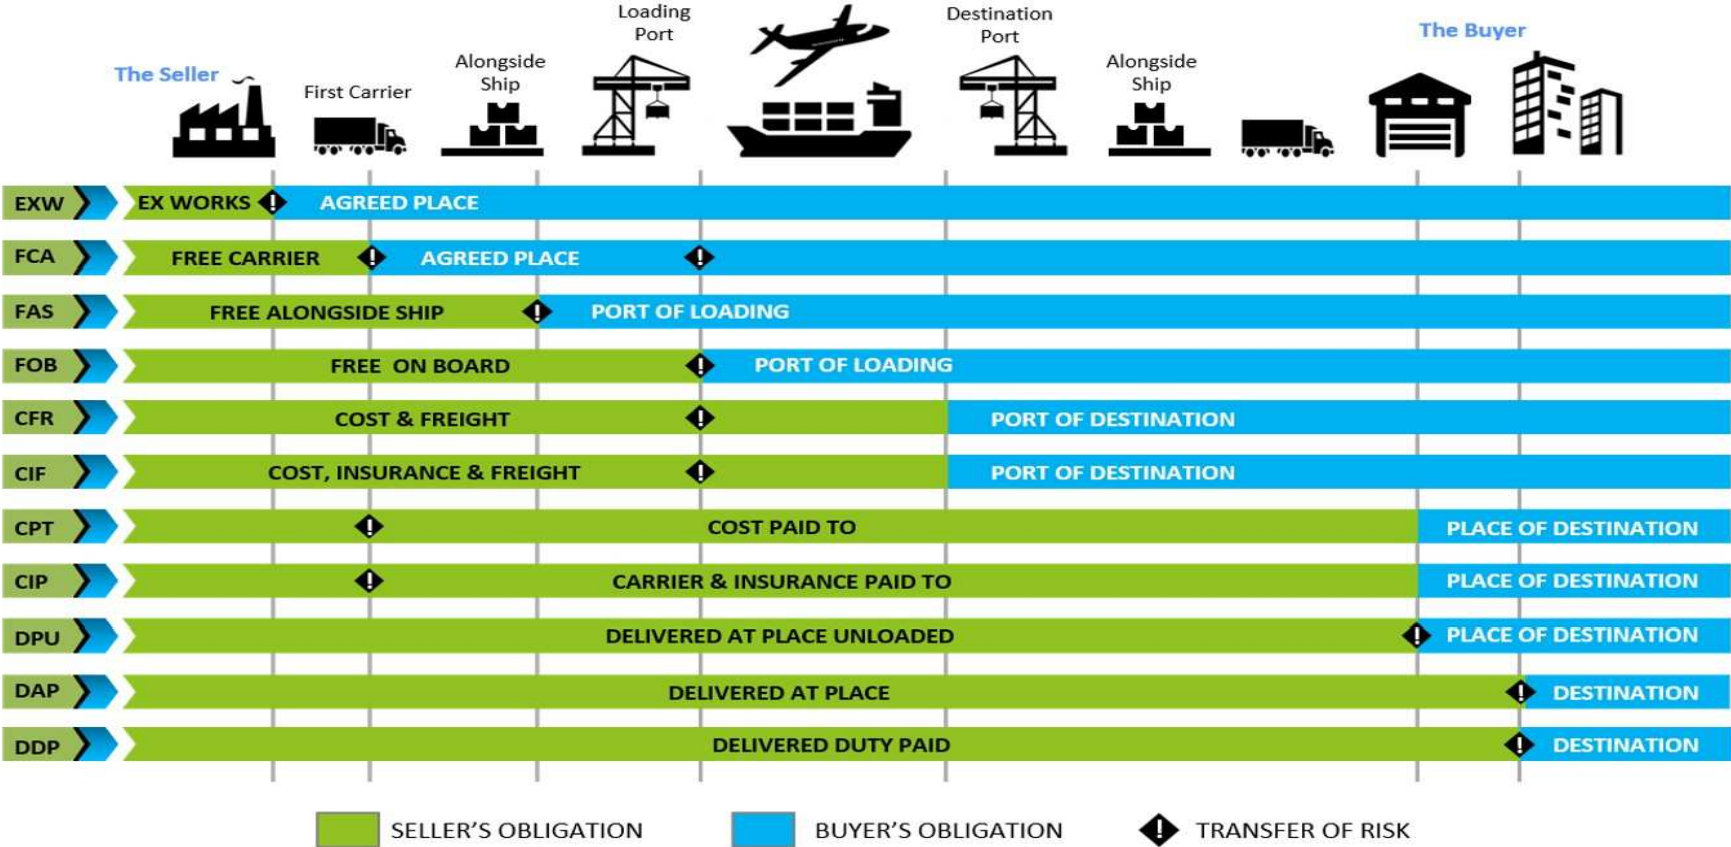 Loading
Port
Destination
Port
The Buyer
The Seller
First Carrier
Alongside
Ship
Alongside
Ship
EXW EX WORKS ! AGREED PLACE
FCA FREE CARRIER ! AGREED PLACE !
FAS FREE ALONGSIDE SHIP ! PORT OF LOADING
FOB FREE ON BOARD ! PORT OF LOADING
CFR COST & FREIGHT ! PORT OF DESTINATION
CIF COST, INSURANCE & FREIGHT ! PORT OF DESTINATION
CPT ! COST PAID TO PLACE OF DESTINATION
CIP ! CARRIER & INSURANCE PAID TO PLACE OF DESTINATION
DPU DELIVERED AT PLACE UNLOADED ! PLACE OF DESTINATION
DAP DELIVERED AT PLACE ! DESTINATION
DDP DELIVERED DUTY PAID ! DESTINATION
SELLER'S OBLIGATION BUYER'S OBLIGATION ! TRANSFER OF RISK